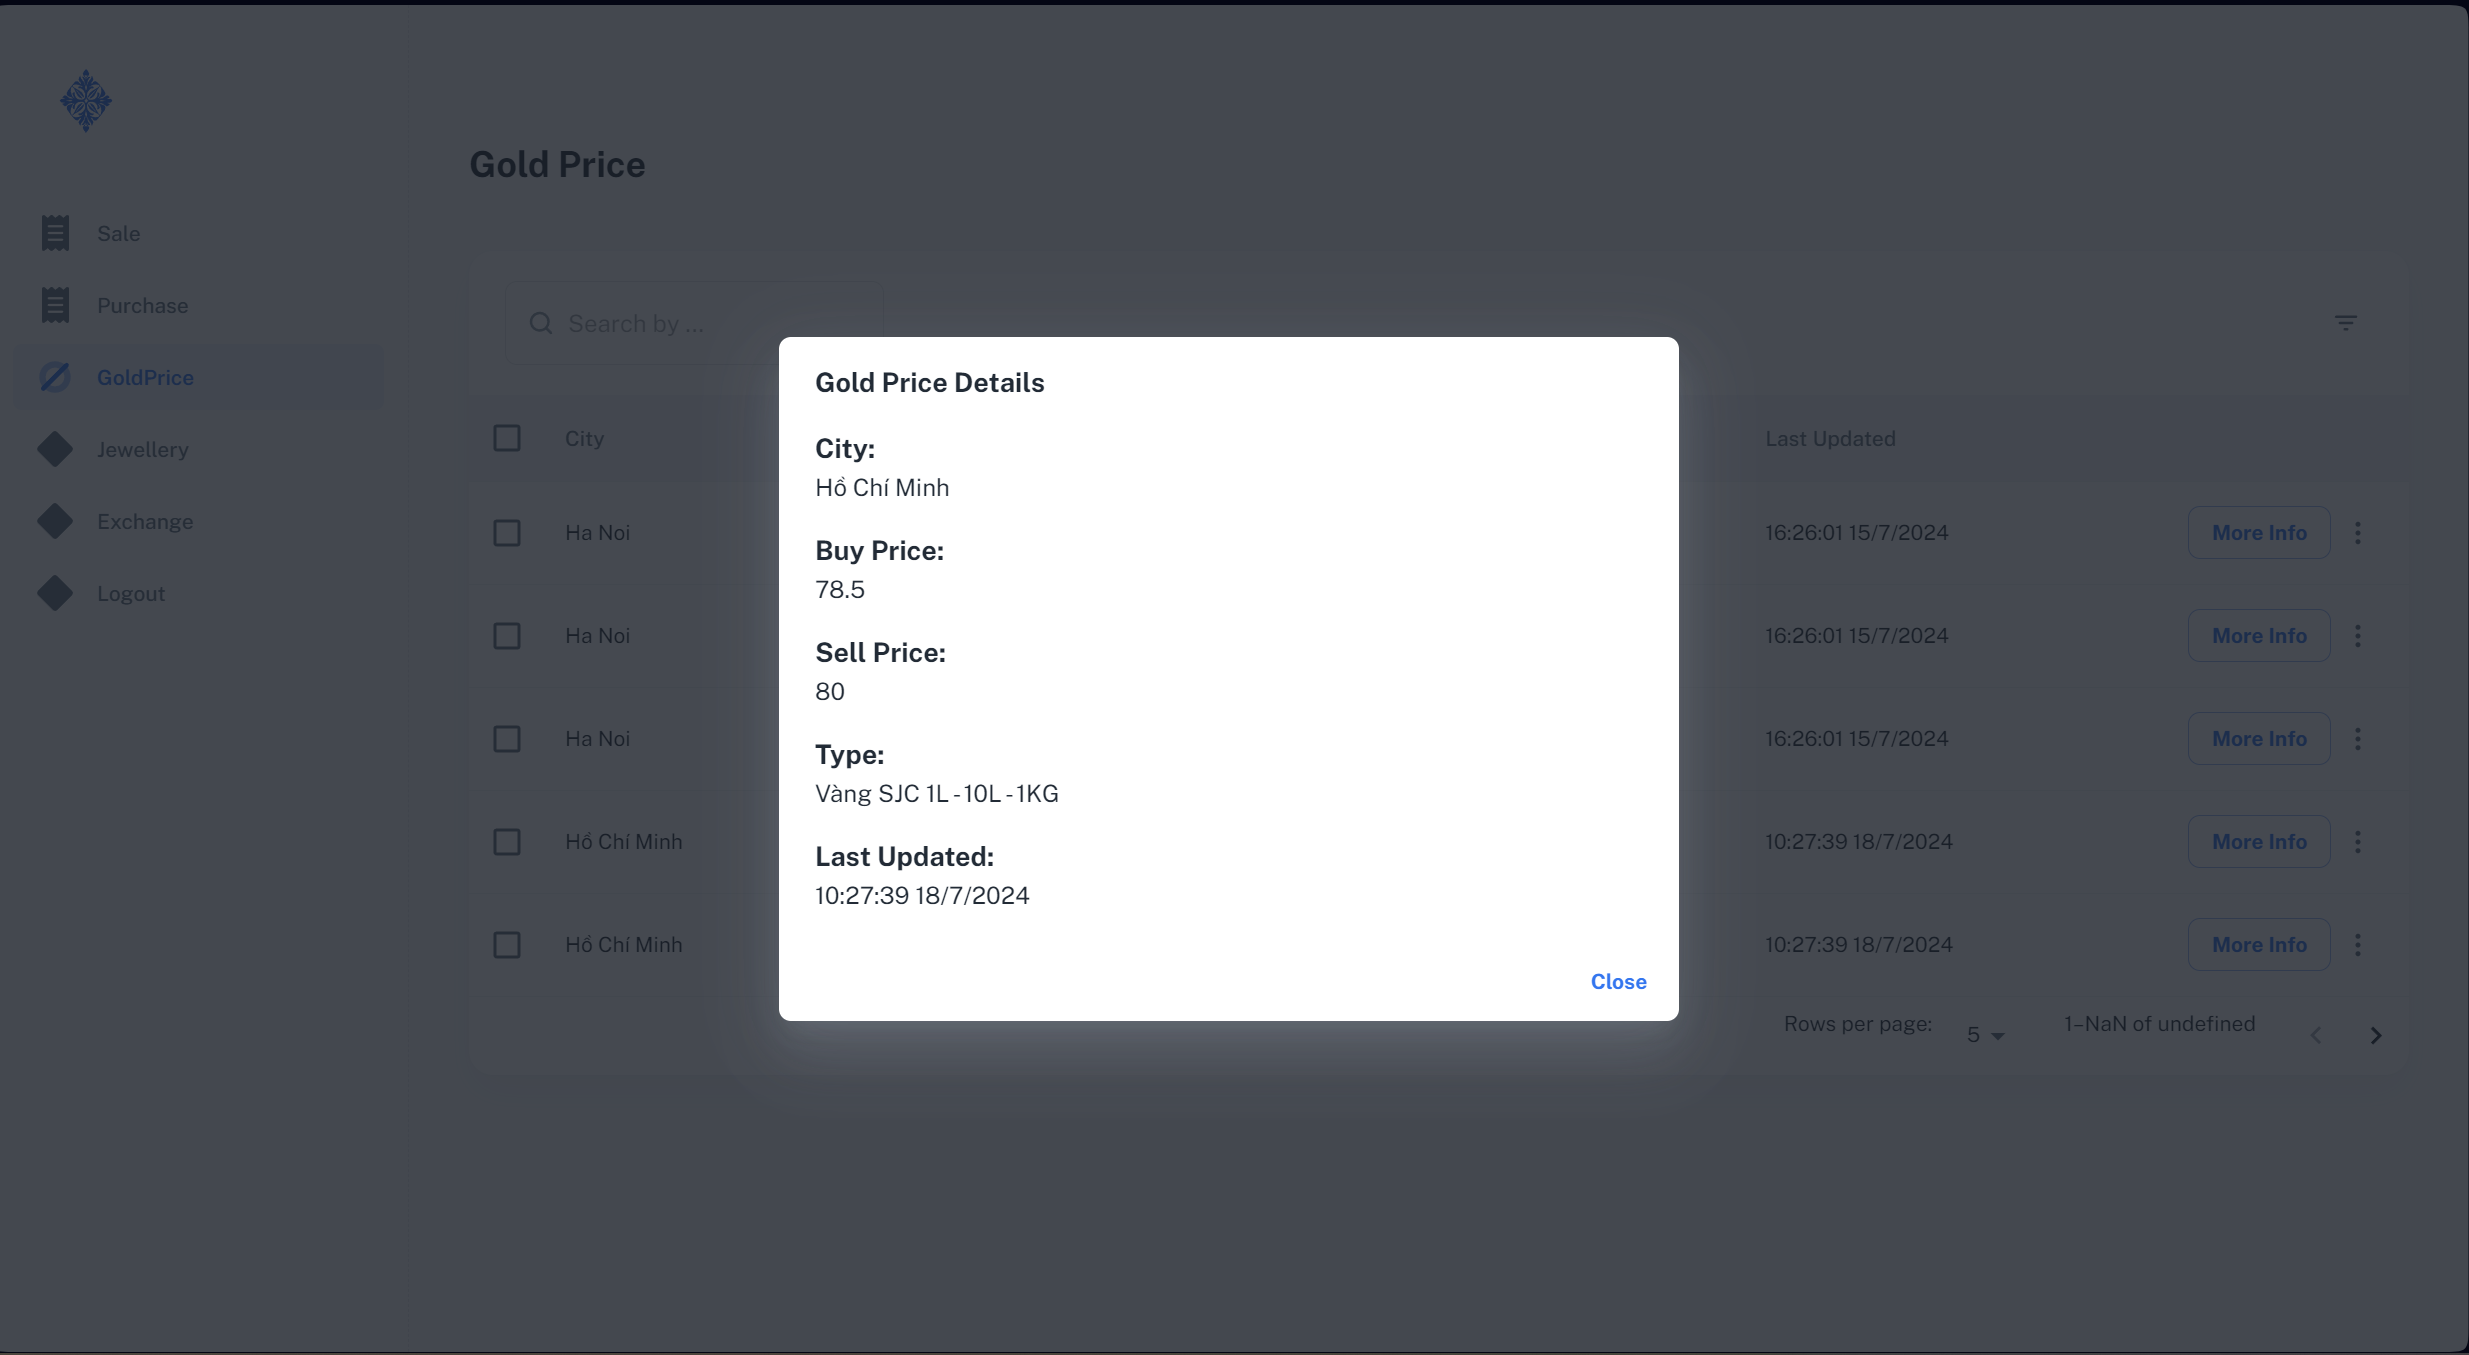 Gold Price
Sale
Purchase
GoldPrice
Jewellery
Exchange
Logout
Search by ...
City
Last Updated
Ha Noi
16:26:01 15/7/2024
More Info
Ha Noi
16:26:01 15/7/2024
More Info
Ha Noi
16:26:01 15/7/2024
More Info
Hồ Chí Minh
10:27:39 18/7/2024
More Info
Hồ Chí Minh
10:27:39 18/7/2024
More Info
Rows per page:
5
1–NaN of undefined
Gold Price Details
City:
Hồ Chí Minh
Buy Price:
78.5
Sell Price:
80
Type:
Vàng SJC 1L - 10L - 1KG
Last Updated:
10:27:39 18/7/2024
Close